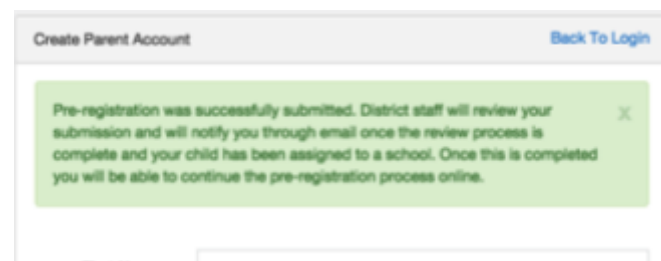 Create Parent Account Back To Login
Pre-registration was successfully submitted. District staff will review your X
submission and will notify you through email once the review process is
complete and your child has been assigned to a school. Once this is completed
you will be able to continue the pre-registration process online.